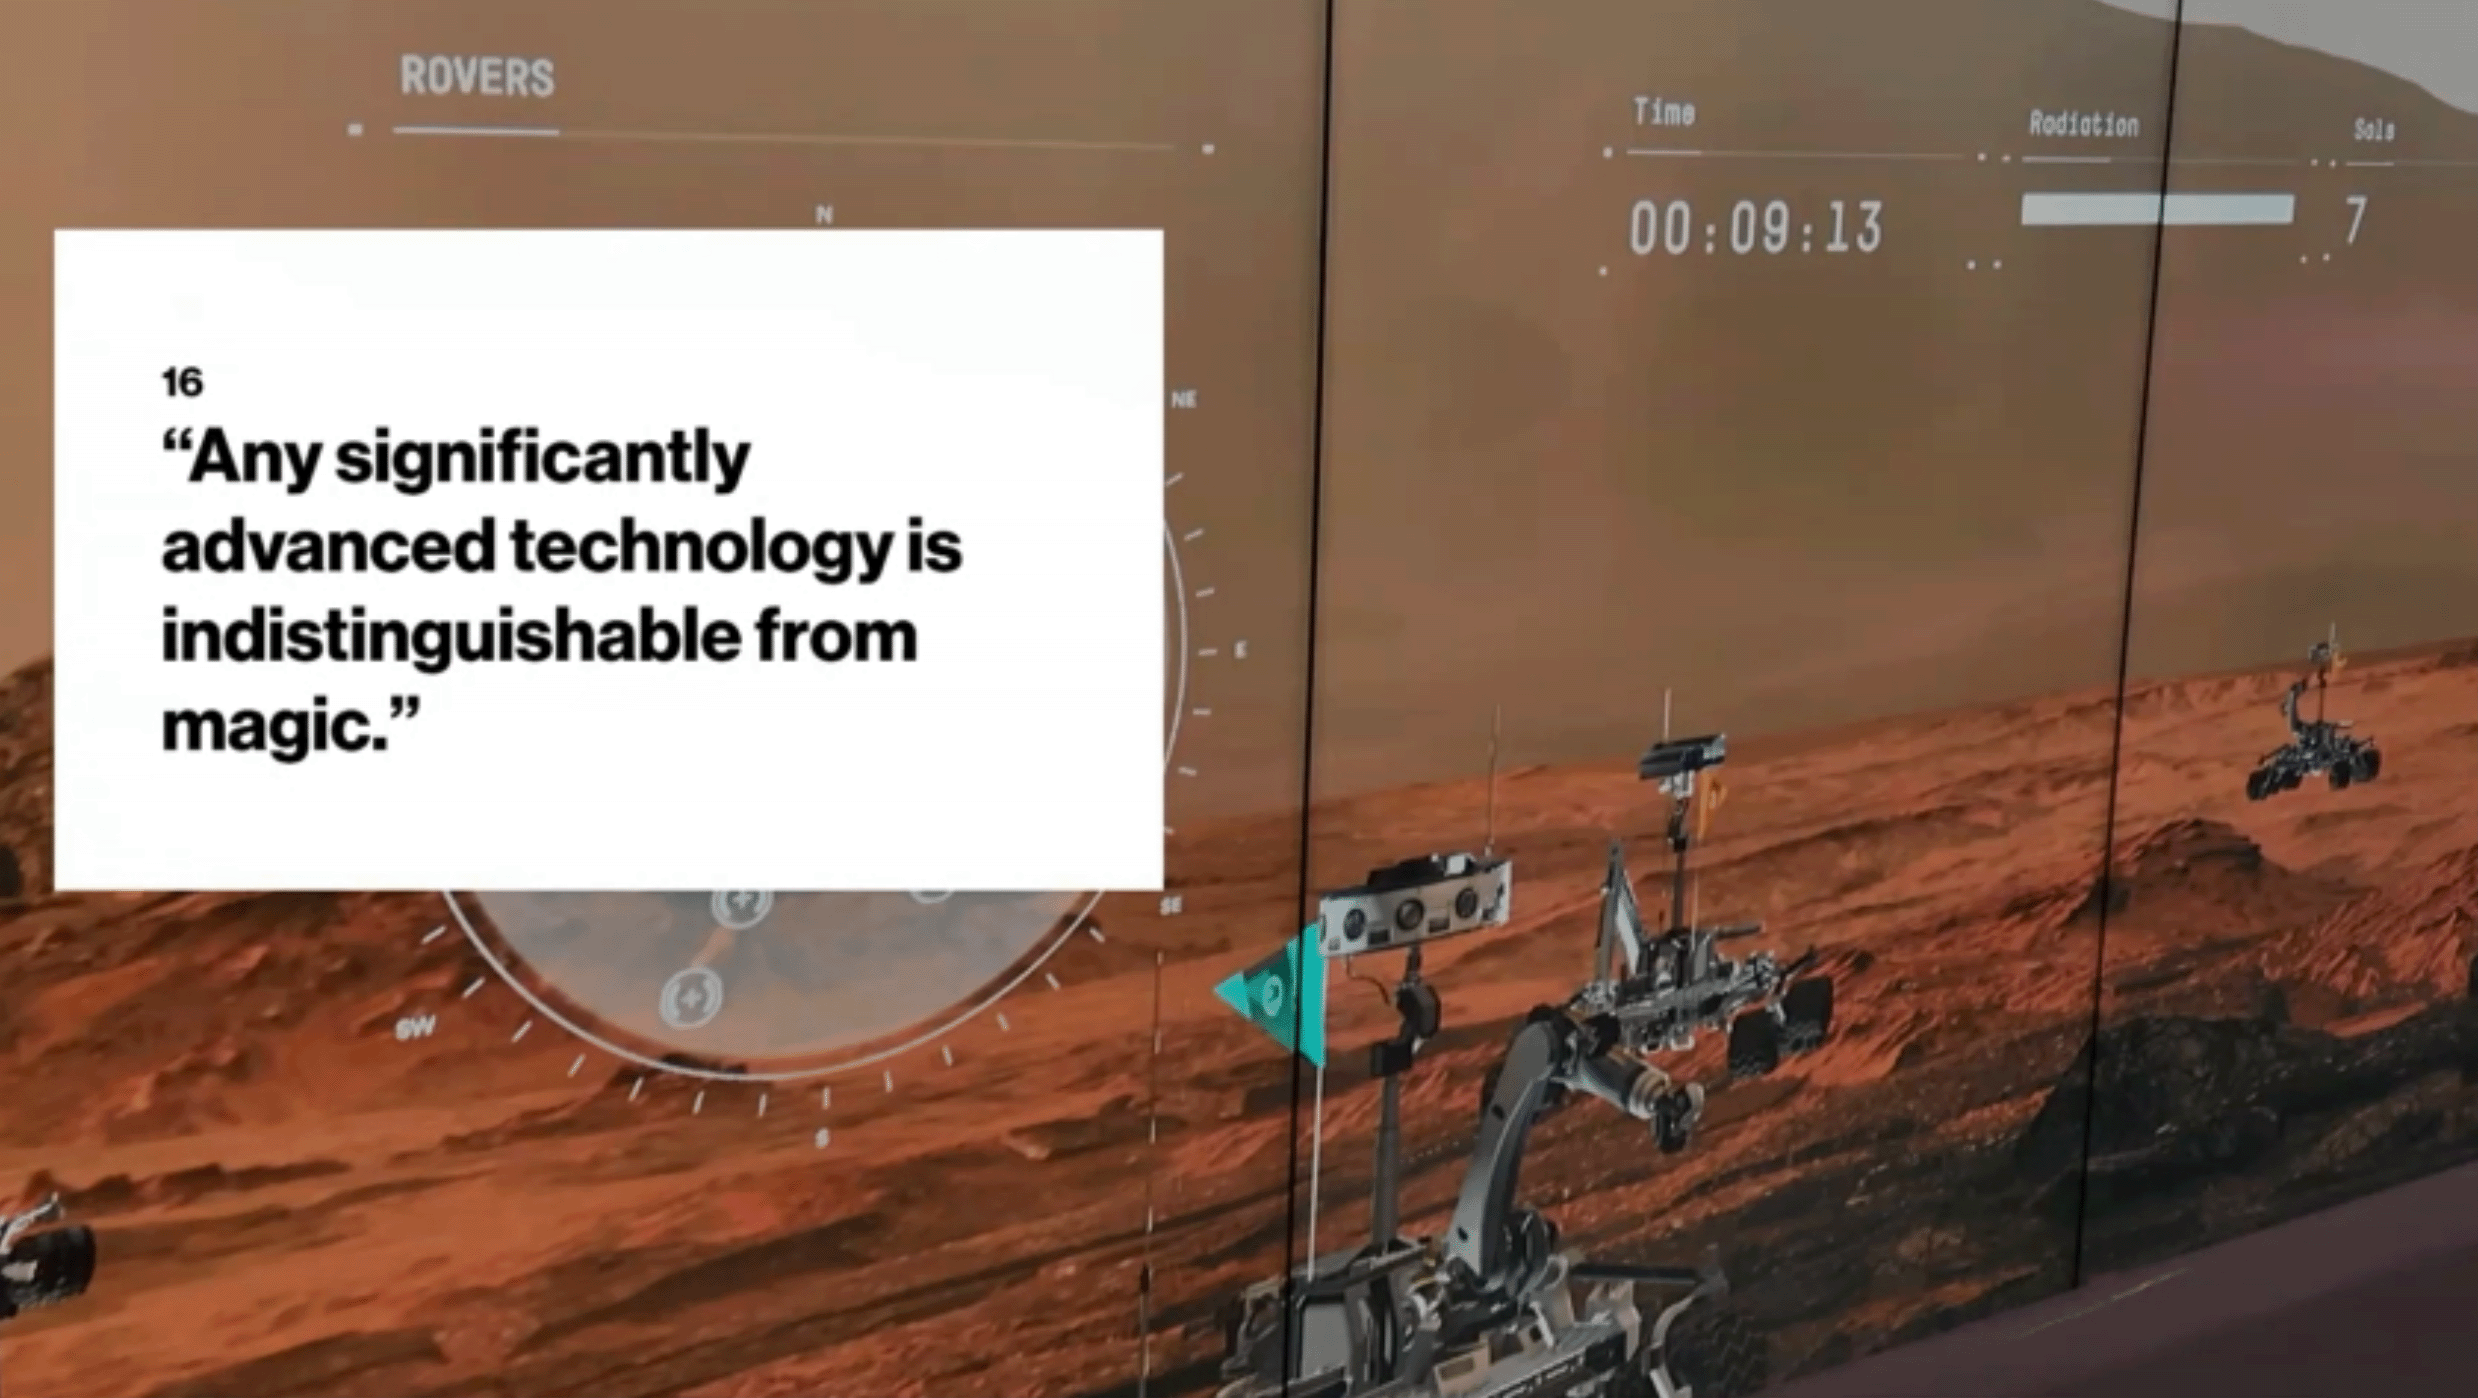 ROVERS
Time
Radiation
Sols
00:09:13
7
N
16
“Any significantly
advanced technology is
indistinguishable from
magic.”
NE
E
SE
SW
S